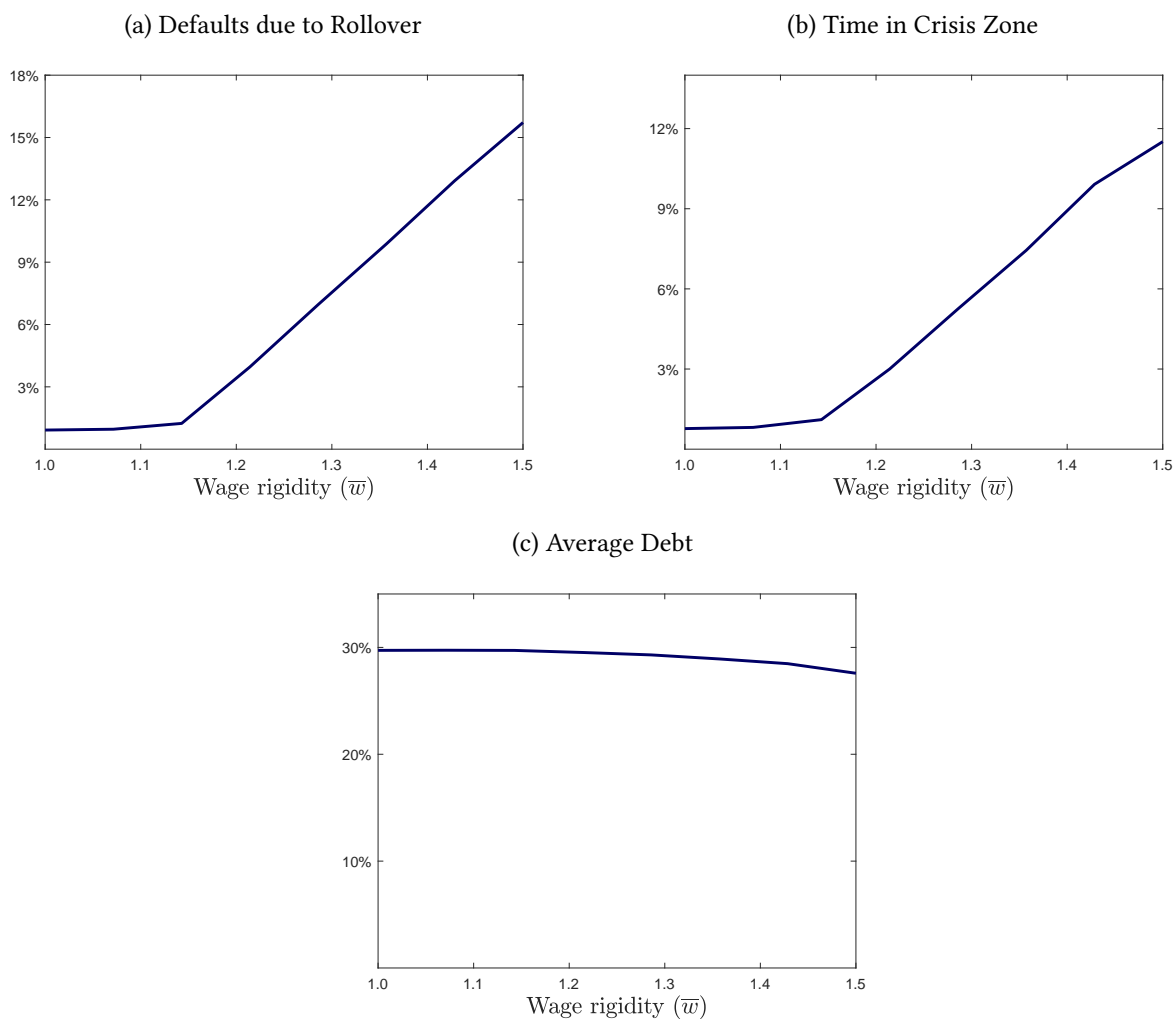 (a) Defaults due to Rollover
18%
15%
12%
9%
6%
3%
1.0 1.1 1.2 1.3 1.4 1.5
Wage rigidity (w̅)
(b) Time in Crisis Zone
12%
9%
6%
3%
1.0 1.1 1.2 1.3 1.4 1.5
Wage rigidity (w̅)
(c) Average Debt
30%
20%
10%
1.0 1.1 1.2 1.3 1.4 1.5
Wage rigidity (w̅)